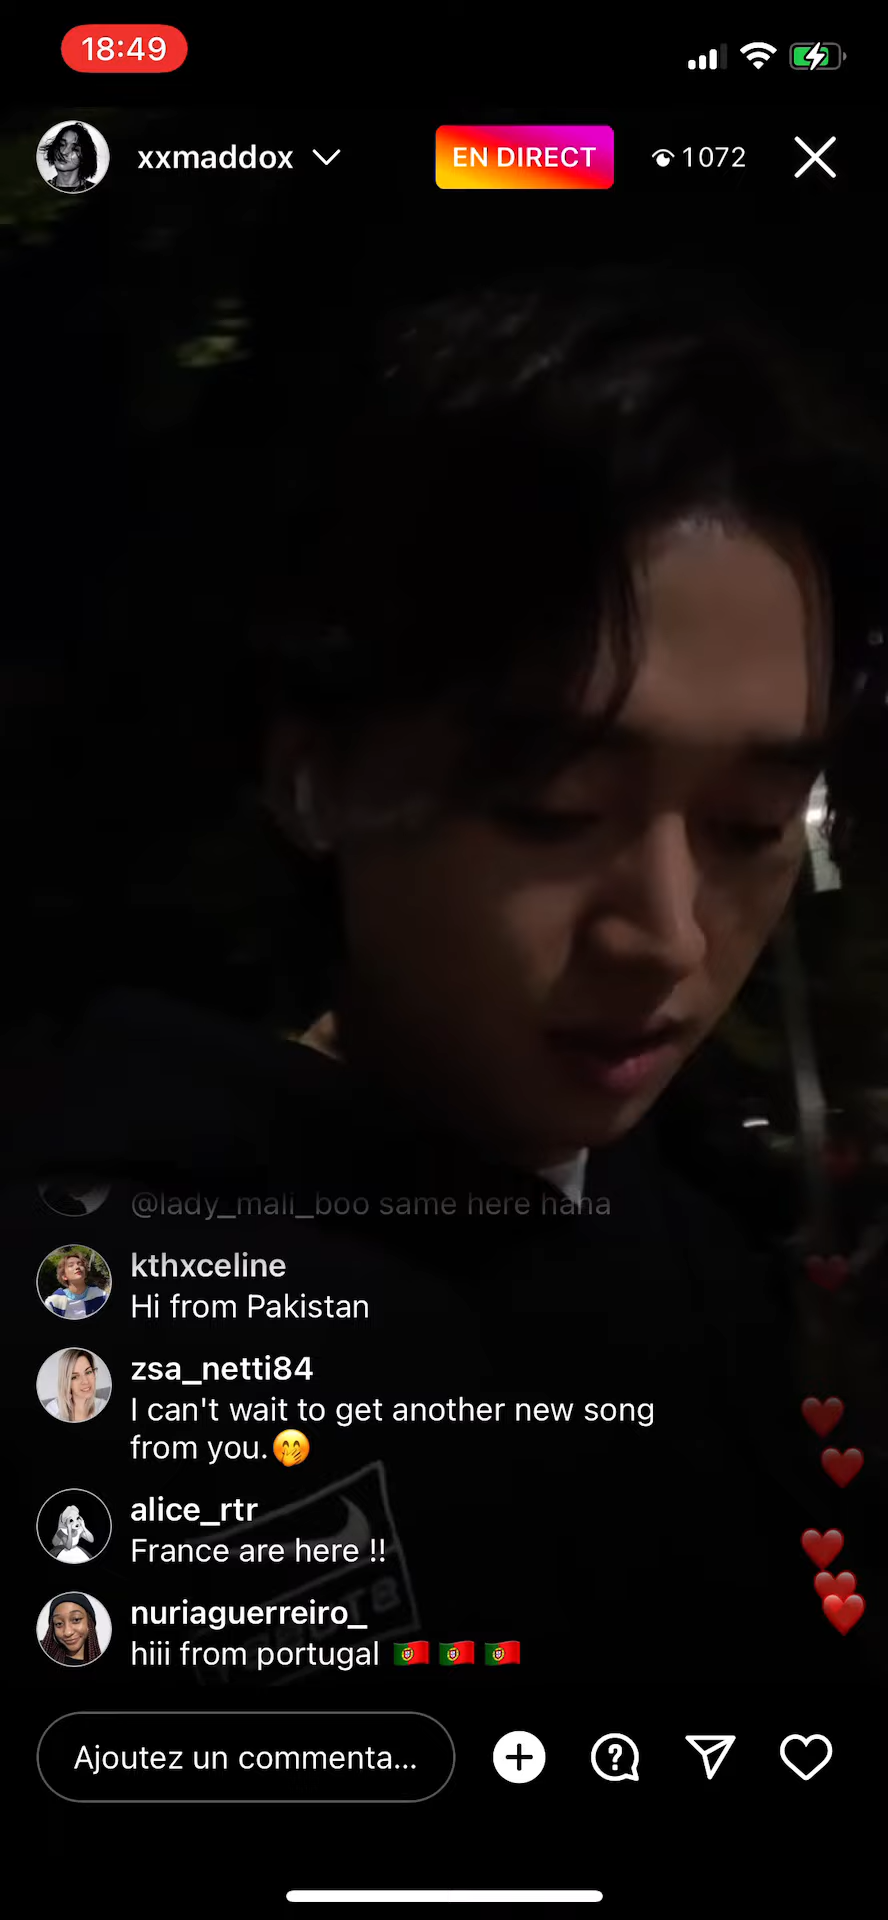 18:49
xxmaddox
EN DIRECT
1072
@lady_mali_boo same here haha
kthxceline
Hi from Pakistan
zsa_netti84
I can't wait to get another new song
from you.🤭
alice_rtr
France are here !!
nuriaguerreiro_
hiii from portugal 🇵🇹 🇵🇹 🇵🇹
Ajoutez un commenta...